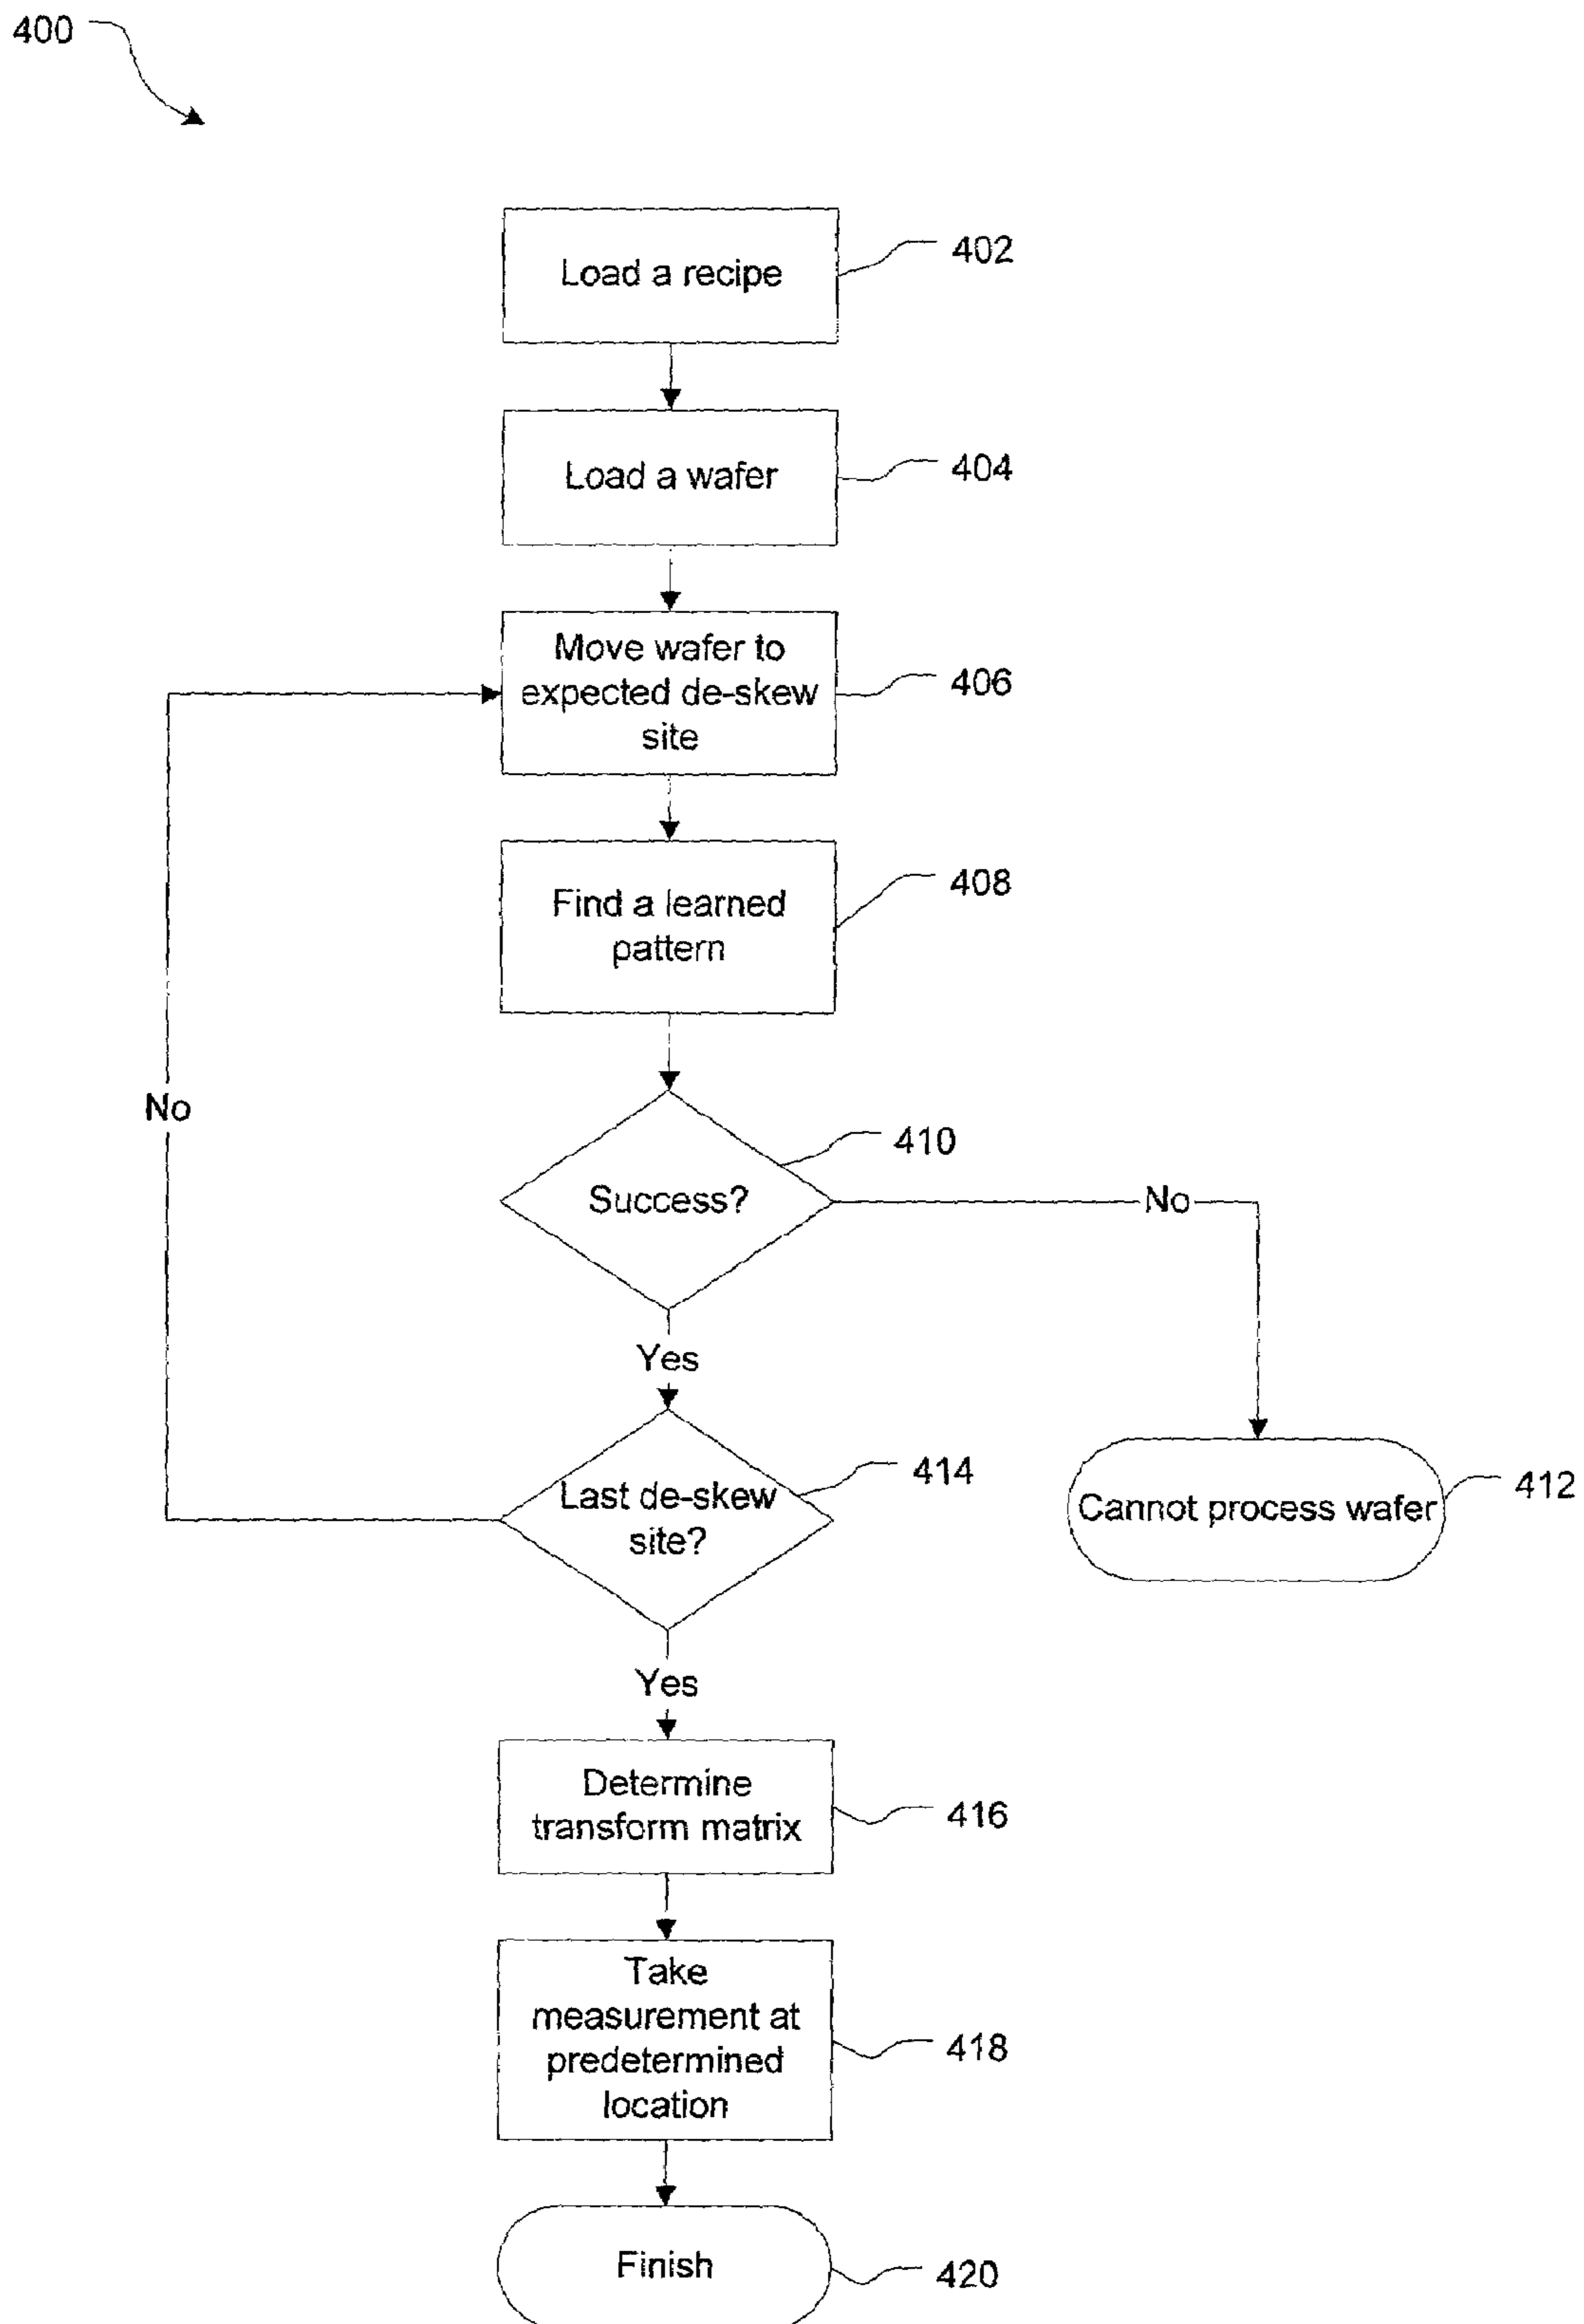 400
Load a recipe
402
Load a wafer
404
Move wafer to
expected de-skew
site
406
Find a learned
pattern
408
No
Success?
410
No
Yes
Last de-skew
site?
414
Cannot process wafer
412
Yes
Determine
transform matrix
416
Take
measurement at
predetermined
location
418
Finish
420